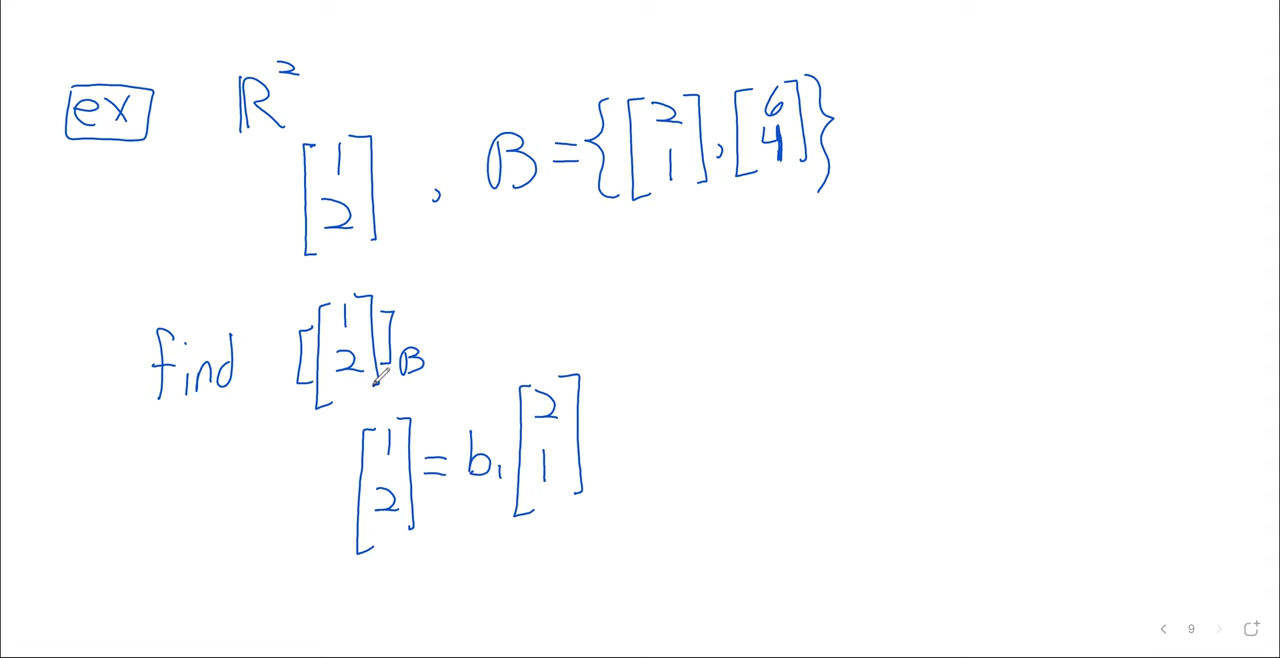 ex ℝ² [1 2] , B = {[2 1], [6 4]}
find [[1 2]]B
[1 2] = b₁ [2 1]
9